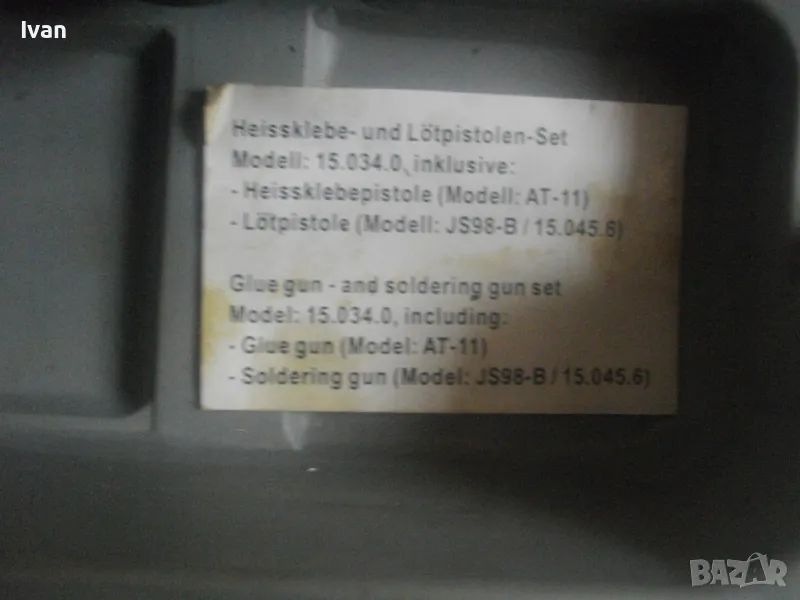 Ivan
Heissklebe- und Lötpistolen-Set
Modell: 15.034.0, inklusive:
- Heissklebepistole (Modell: AT-11)
- Lötpistole (Modell: JS98-B / 15.045.6)
Glue gun - and soldering gun set
Model: 15.034.0, including:
- Glue gun (Model: AT-11)
- Soldering gun (Model: JS98-B / 15.045.6)
BAZAR